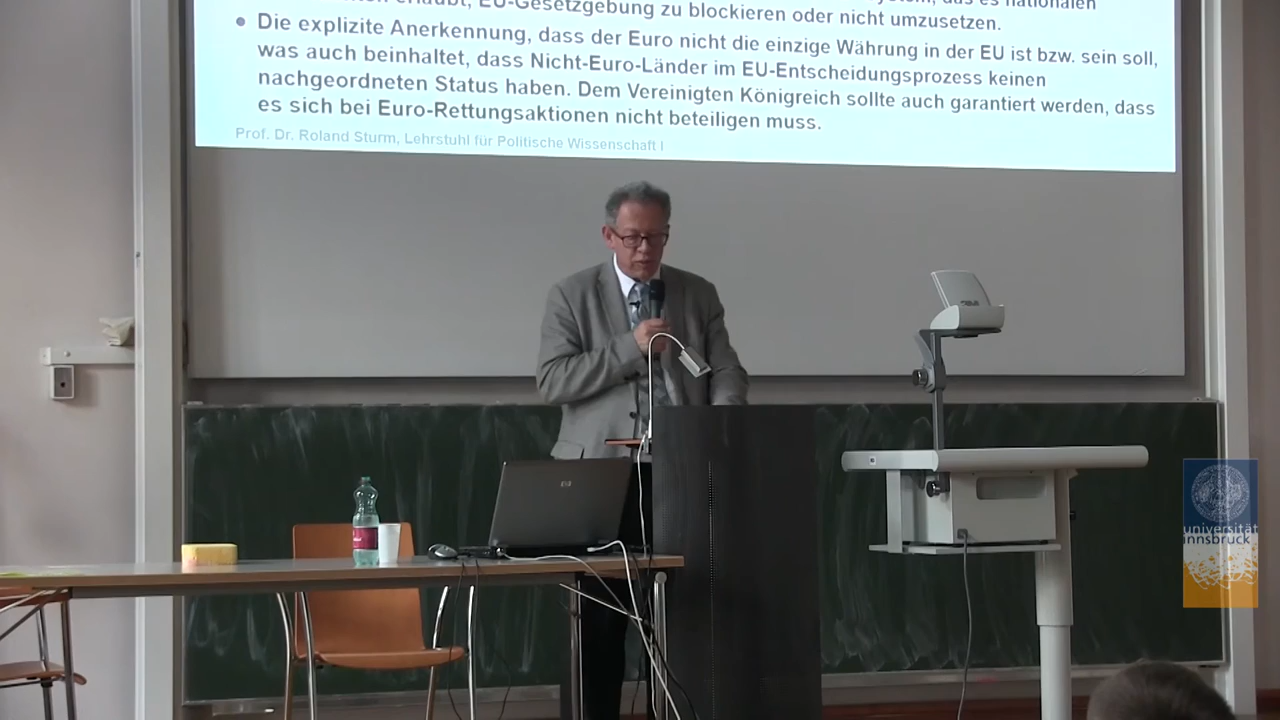 erlaubt, EU-Gesetzgebung zu blockieren oder nicht umzusetzen.
• Die explizite Anerkennung, dass der Euro nicht die einzige Währung in der EU ist bzw. sein soll,
was auch beinhaltet, dass Nicht-Euro-Länder im EU-Entscheidungsprozess keinen
nachgeordneten Status haben. Dem Vereinigten Königreich sollte auch garantiert werden, dass
es sich bei Euro-Rettungsaktionen nicht beteiligen muss.
Prof. Dr. Roland Sturm, Lehrstuhl für Politische Wissenschaft I
hp
universität
innsbruck